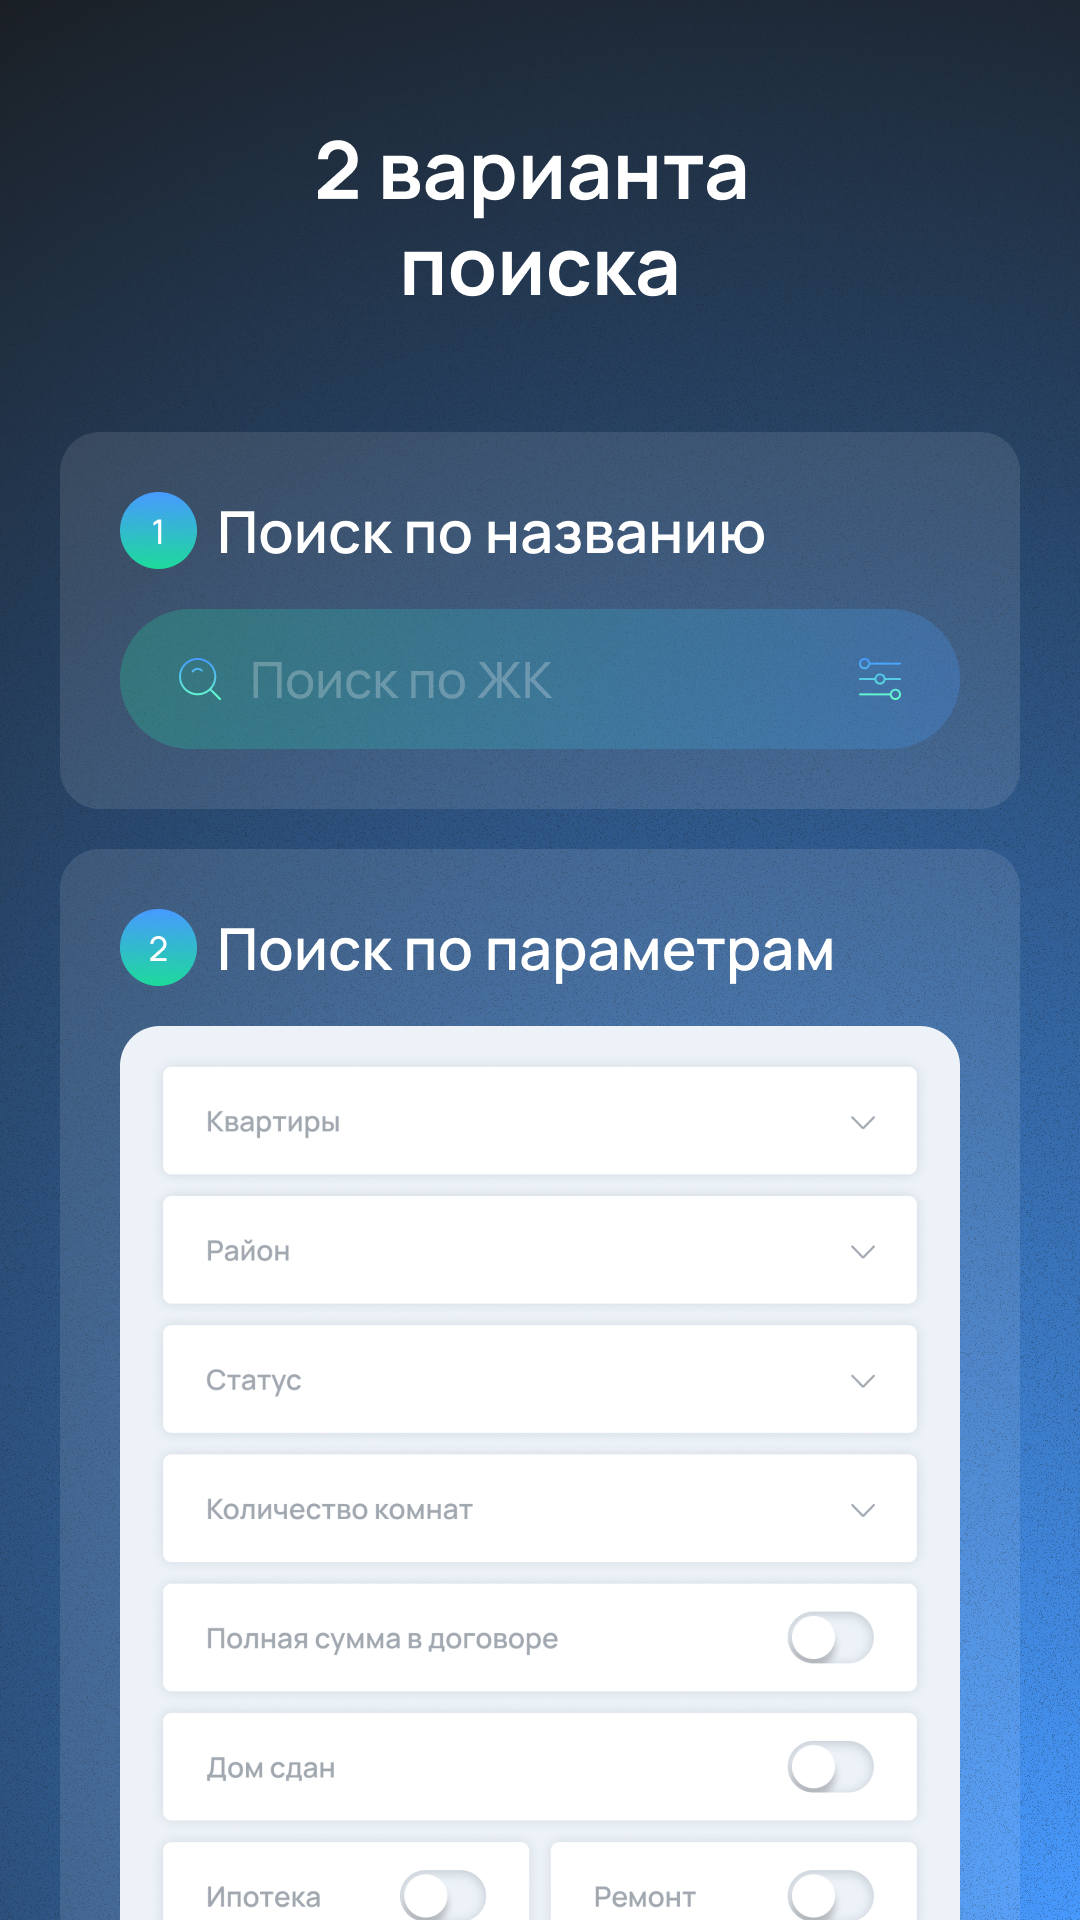 2 варианта
поиска
1 Поиск по названию
Поиск по ЖК
2 Поиск по параметрам
Квартиры
Район
Статус
Количество комнат
Полная сумма в договоре
Дом сдан
Ипотека Ремонт